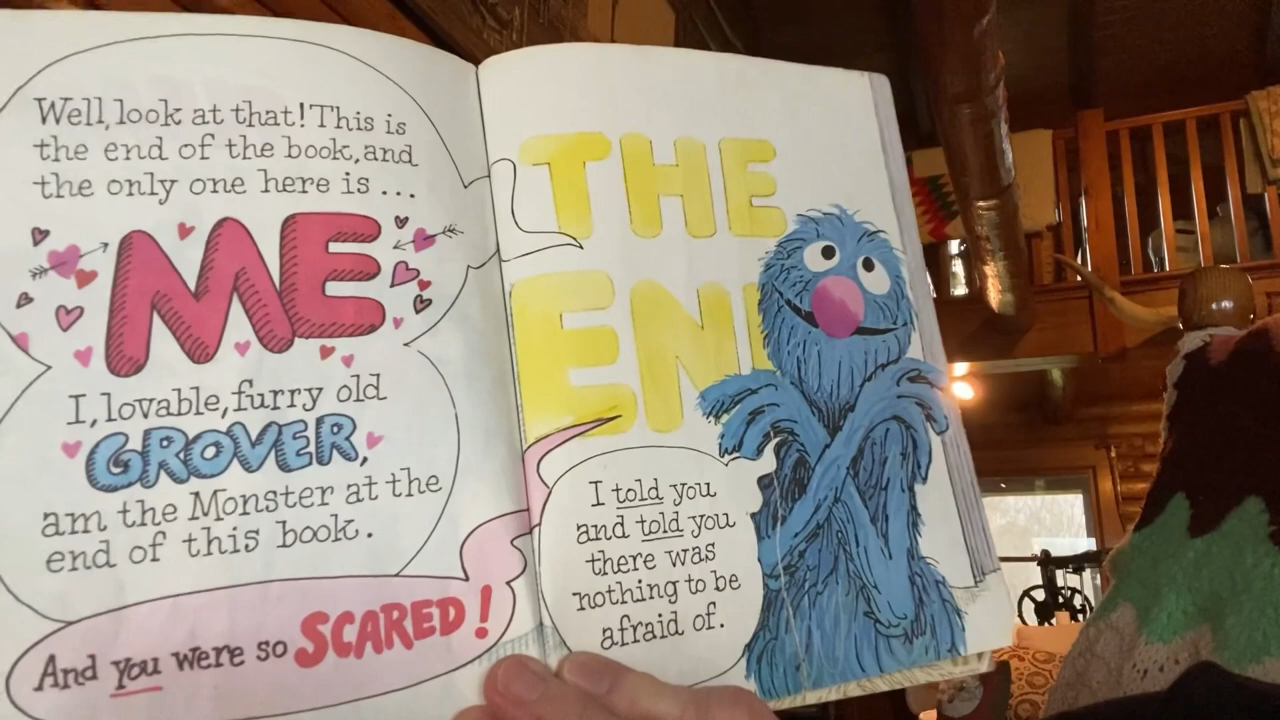 Well, look at that! This is
the end of the book, and
the only one here is ...
ME
I, lovable, furry old
GROVER,
am the Monster at the
end of this book.
And you were so SCARED!
THE
EN
I told you
and told you
there was
nothing to be
afraid of.